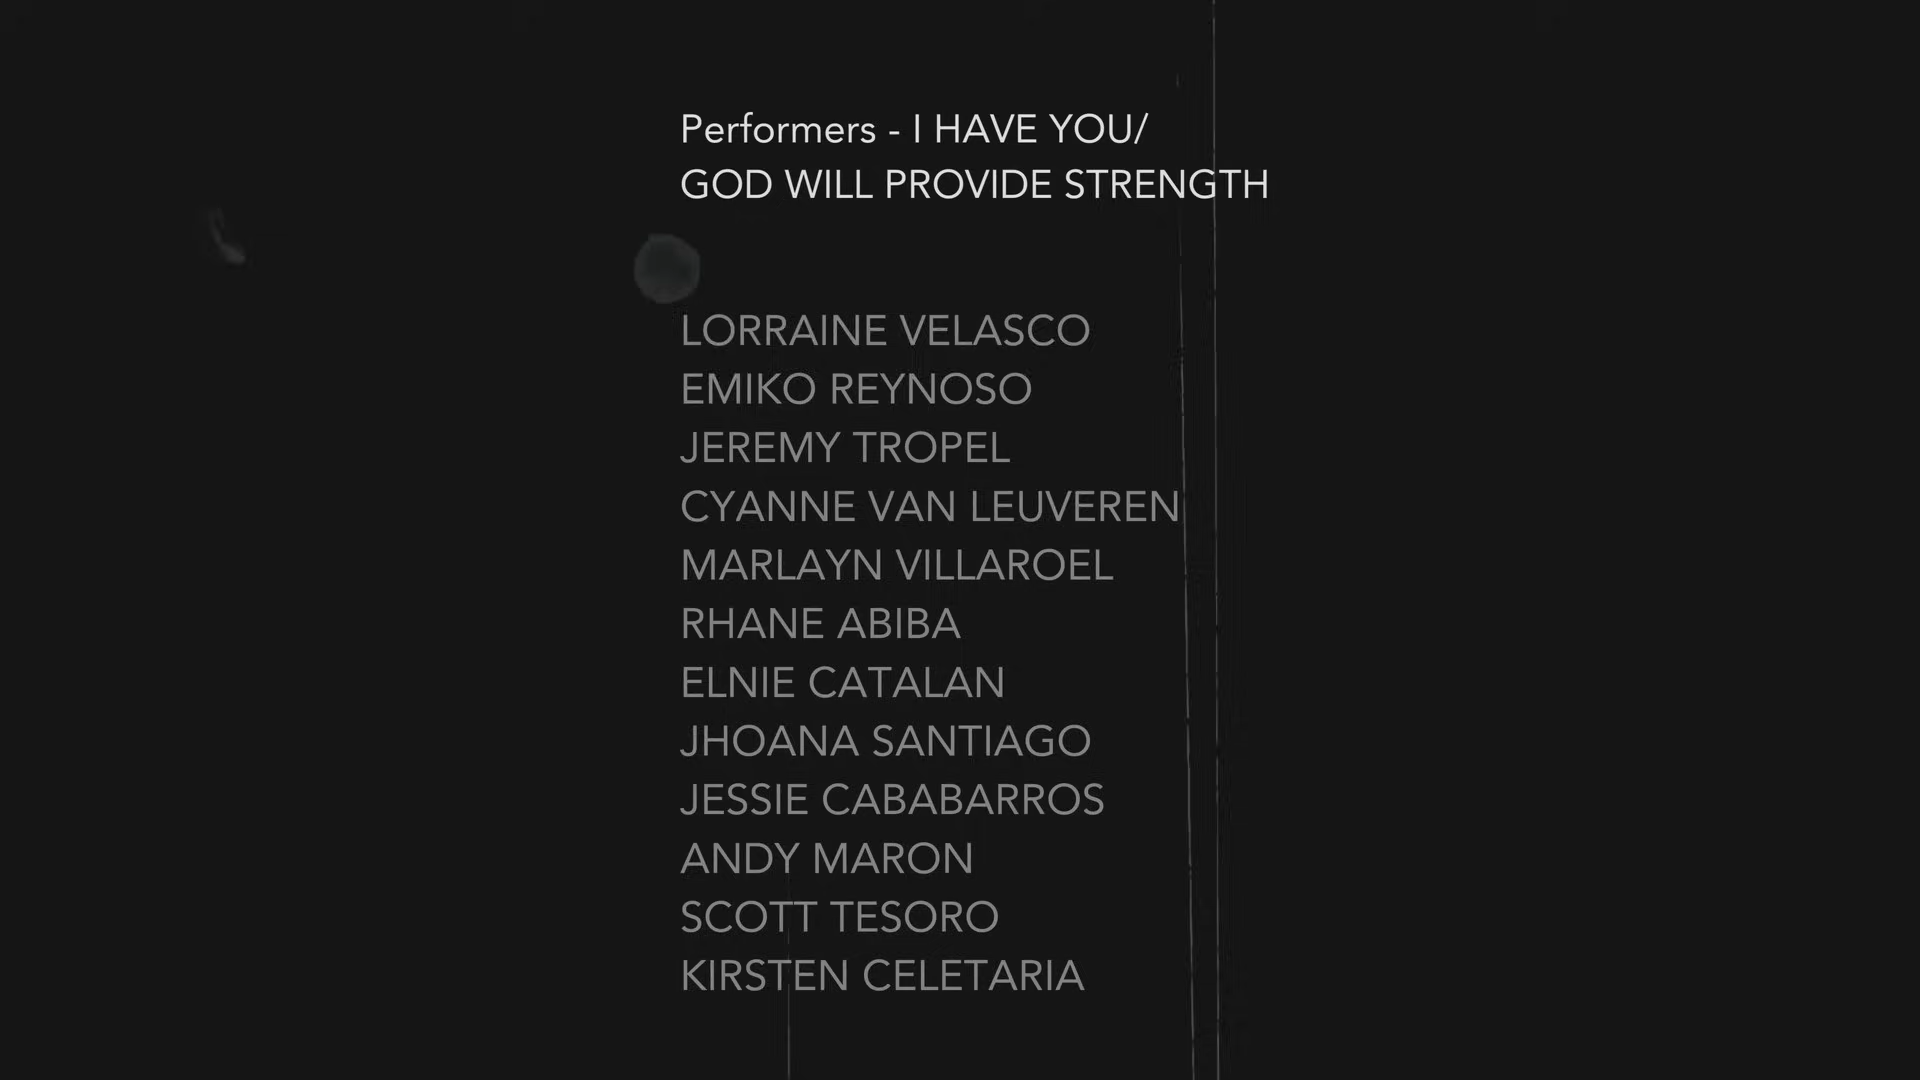 Performers - I HAVE YOU/
GOD WILL PROVIDE STRENGTH
LORRAINE VELASCO
EMIKO REYNOSO
JEREMY TROPEL
CYANNE VAN LEUVEREN
MARLAYN VILLAROEL
RHANE ABIBA
ELNIE CATALAN
JHOANA SANTIAGO
JESSIE CABABARROS
ANDY MARON
SCOTT TESORO
KIRSTEN CELETARIA